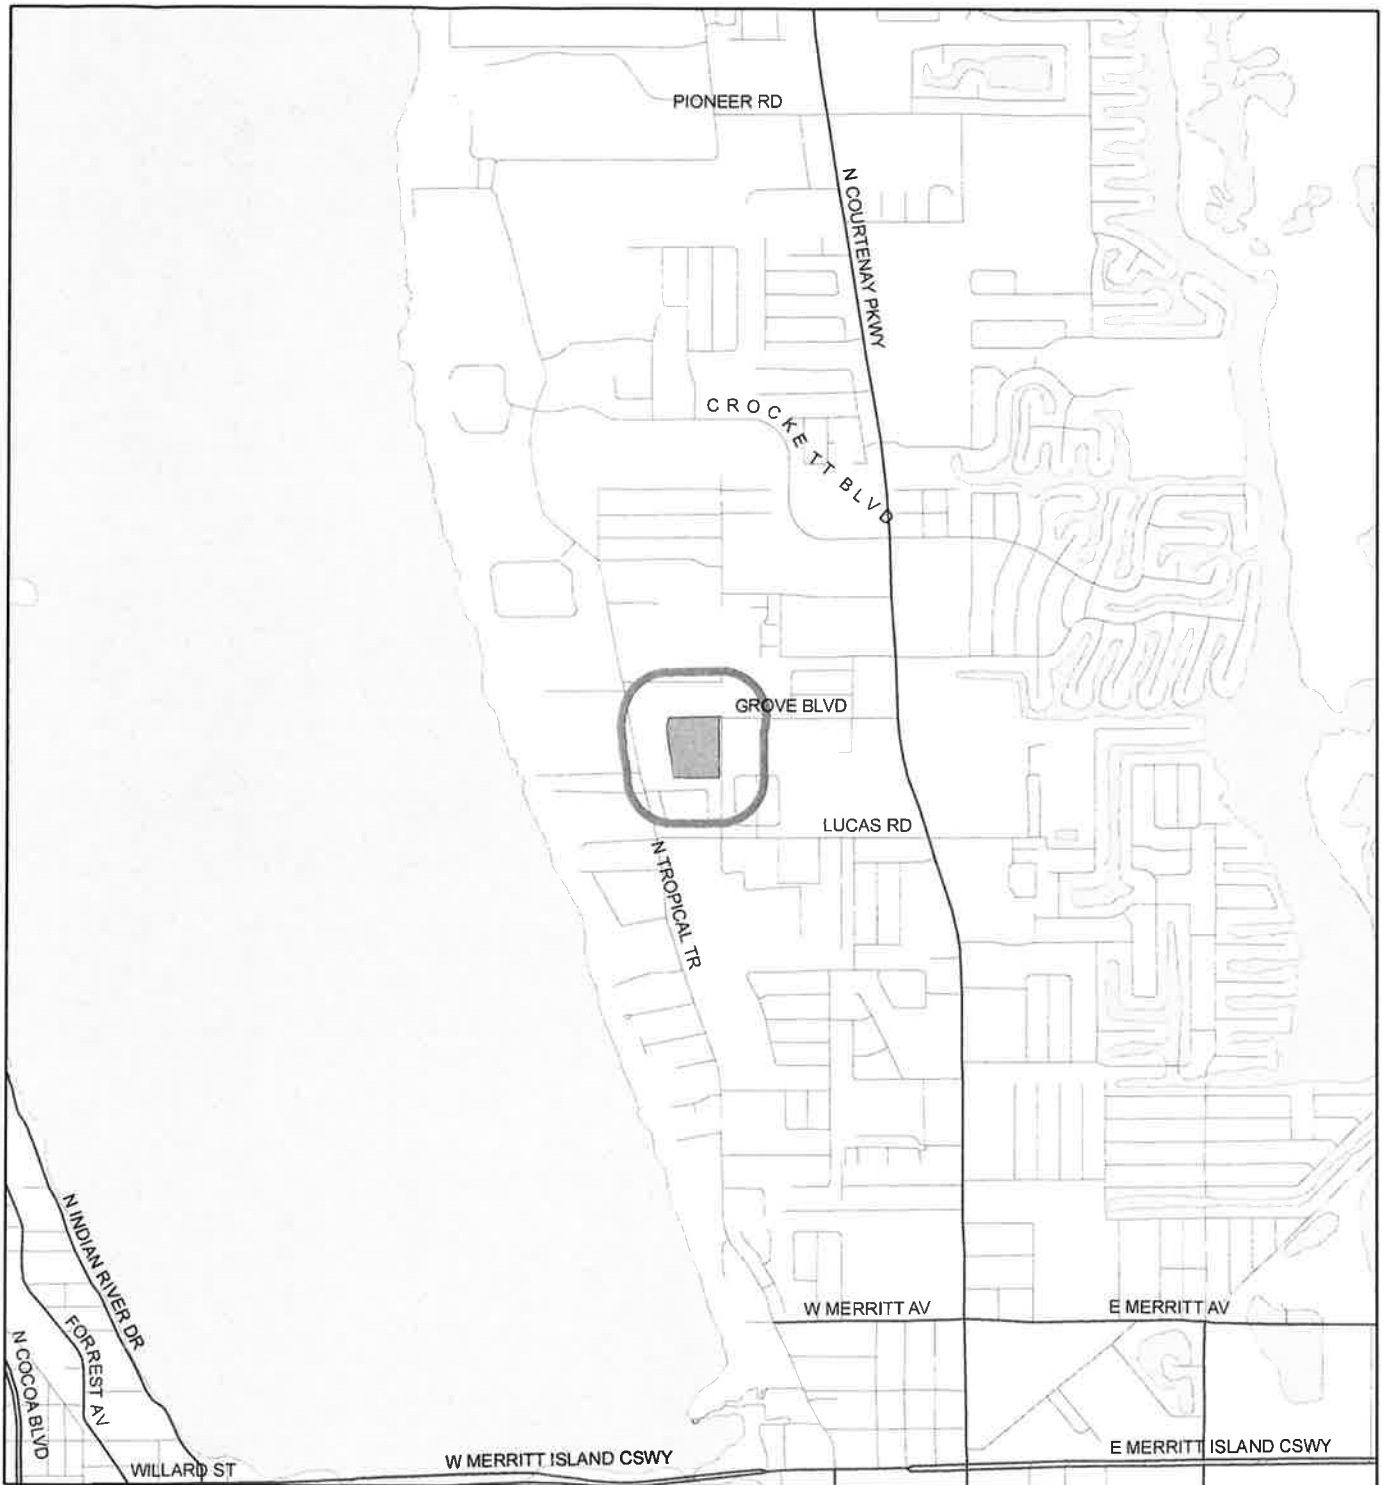 PIONEER RD
N COURTENAY PKWY
CROCKETT BLVD
GROVE BLVD
LUCAS RD
N TROPICAL TR
N INDIAN RIVER DR
FORREST AV
N COCOA BLVD
W MERRITT AV
E MERRITT AV
WILLARD ST
W MERRITT ISLAND CSWY
E MERRITT ISLAND CSWY